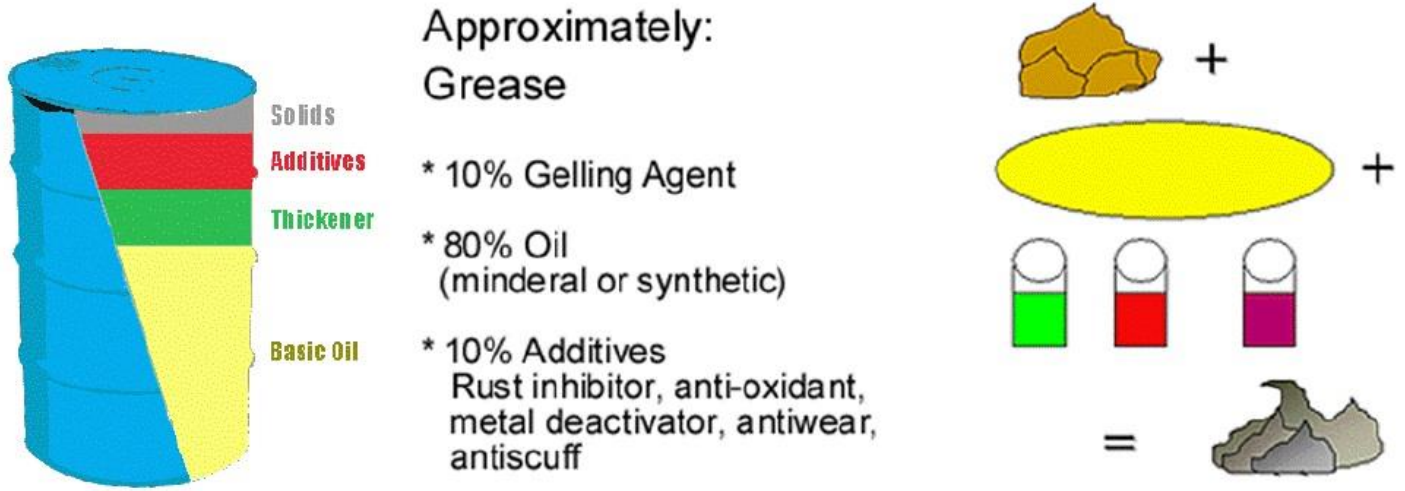 Solids
Additives
Thickener
Basic Oil
Approximately:
Grease
* 10% Gelling Agent
* 80% Oil
(minderal or synthetic)
* 10% Additives
Rust inhibitor, anti-oxidant,
metal deactivator, antiwear,
antiscuff
+
+
=